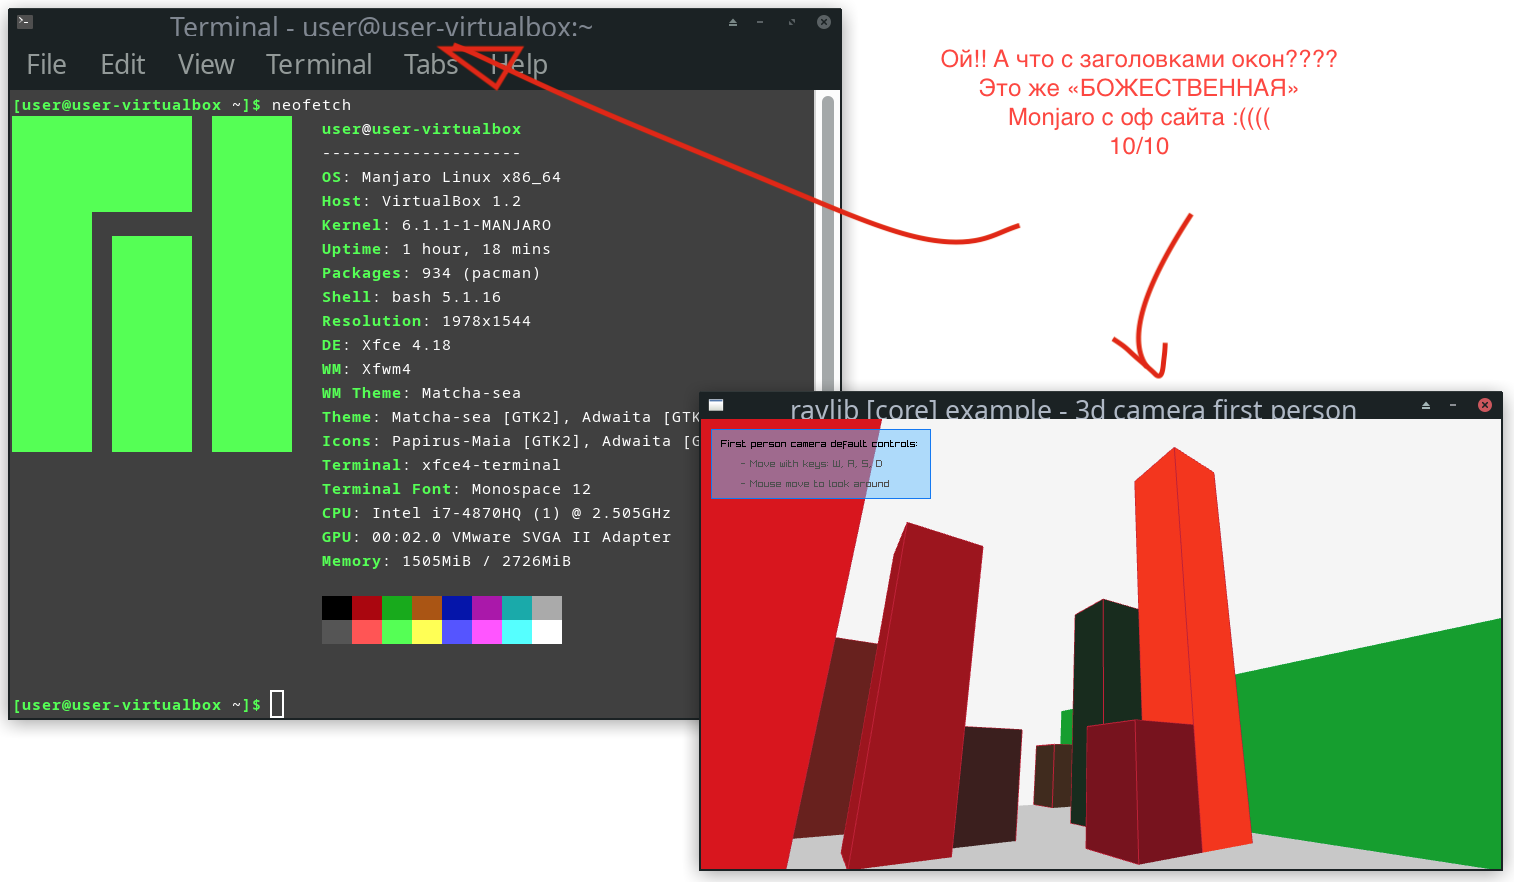 Terminal - user@user-virtualbox:~
File Edit View Terminal Tabs Help
[user@user-virtualbox ~]$ neofetch
user@user-virtualbox
--------------------
OS: Manjaro Linux x86_64
Host: VirtualBox 1.2
Kernel: 6.1.1-1-MANJARO
Uptime: 1 hour, 18 mins
Packages: 934 (pacman)
Shell: bash 5.1.16
Resolution: 1978x1544
DE: Xfce 4.18
WM: Xfwm4
WM Theme: Matcha-sea
Theme: Matcha-sea [GTK2], Adwaita [GTK
Icons: Papirus-Maia [GTK2], Adwaita [G
Terminal: xfce4-terminal
Terminal Font: Monospace 12
CPU: Intel i7-4870HQ (1) @ 2.505GHz
GPU: 00:02.0 VMware SVGA II Adapter
Memory: 1505MiB / 2726MiB
[user@user-virtualbox ~]$
Ой!! А что с заголовками окон????
Это же «БОЖЕСТВЕННАЯ»
Monjaro с оф сайта :((((
10/10
raylib [core] example - 3d camera first person
First person camera default controls:
- Move with keys: W, A, S, D
- Mouse move to look around